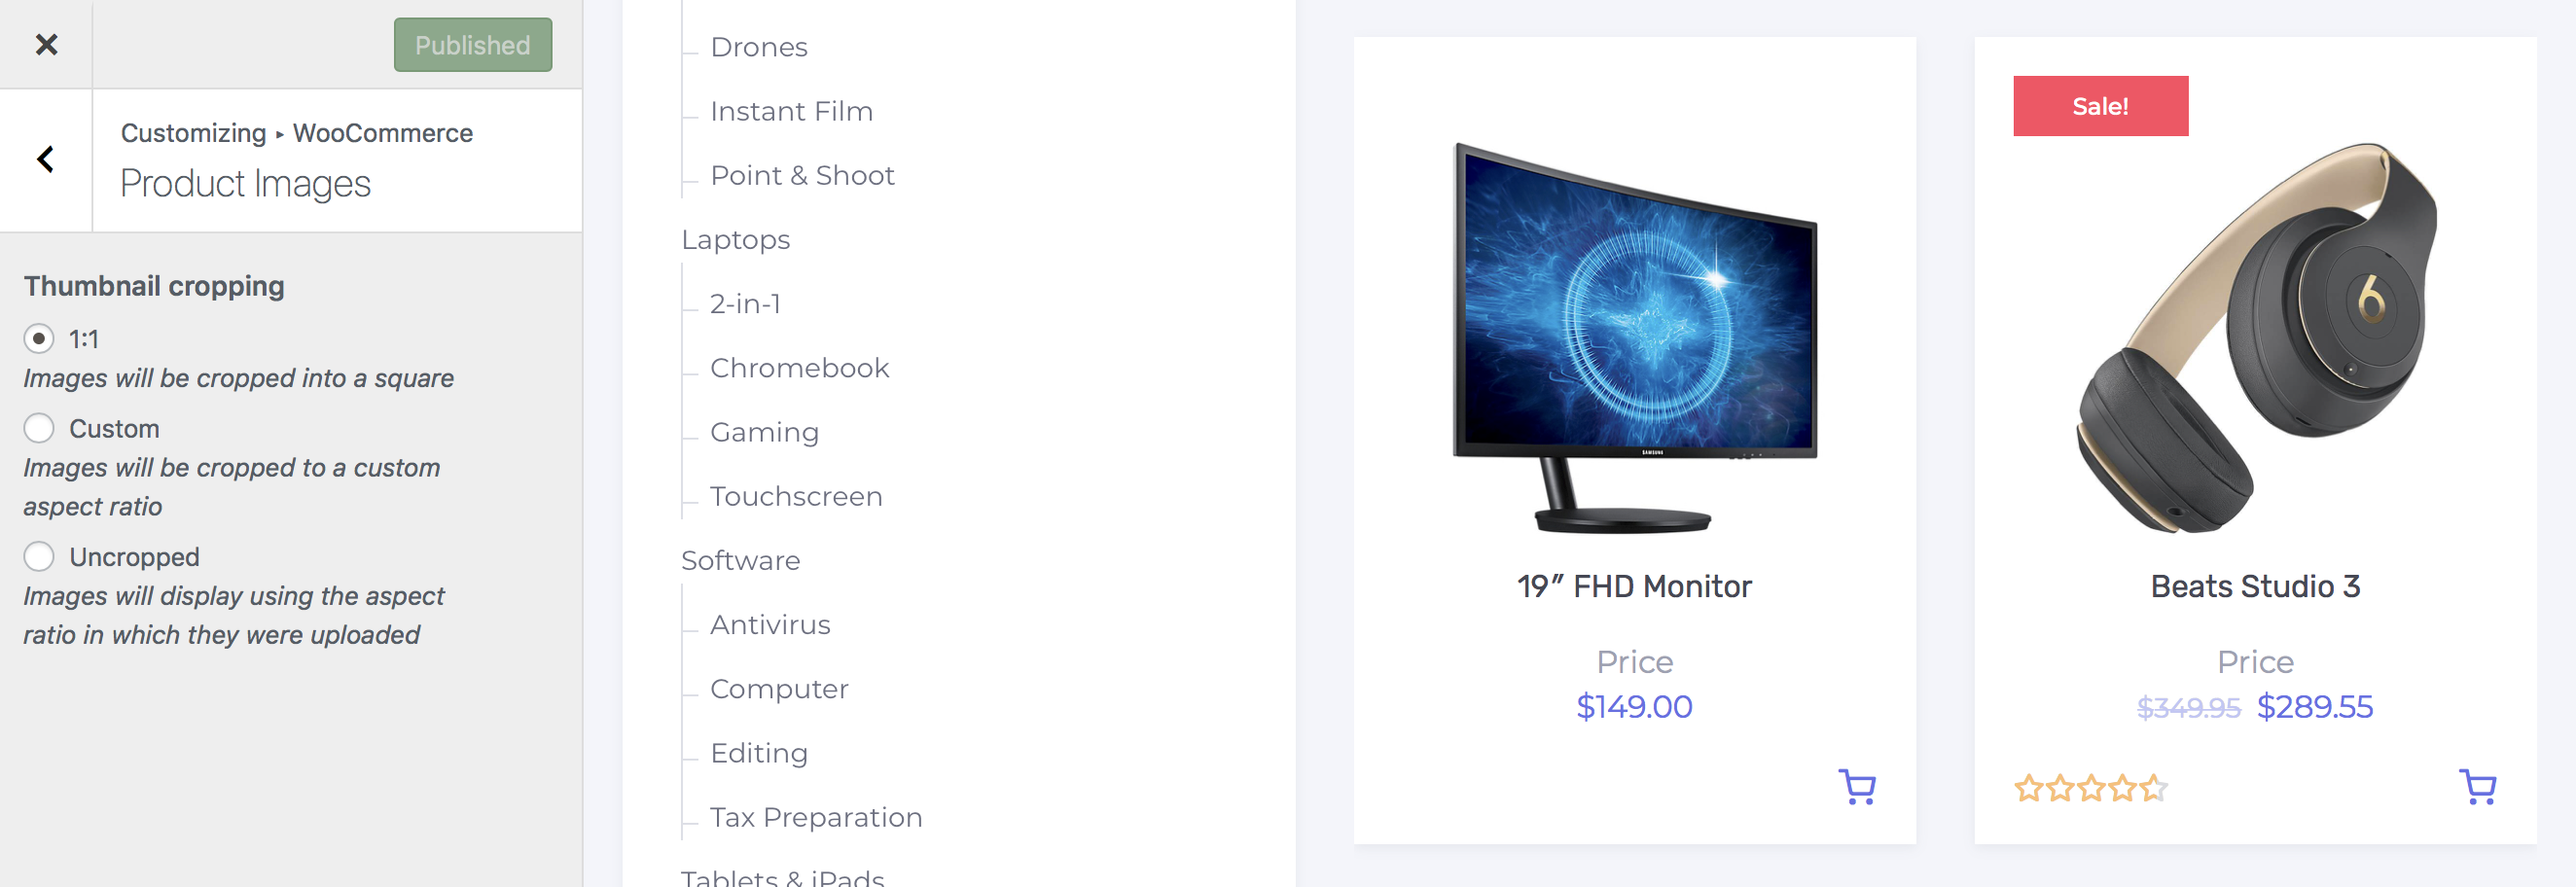 Published
Customizing ▸ WooCommerce
Product Images
Thumbnail cropping
1:1
Images will be cropped into a square
Custom
Images will be cropped to a custom
aspect ratio
Uncropped
Images will display using the aspect
ratio in which they were uploaded
Drones
Instant Film
Point & Shoot
Laptops
2-in-1
Chromebook
Gaming
Touchscreen
Software
Antivirus
Computer
Editing
Tax Preparation
Tablets & iPads
SAMSUNG
19″ FHD Monitor
Price
$149.00
Sale!
Beats Studio 3
Price
$349.95 $289.55